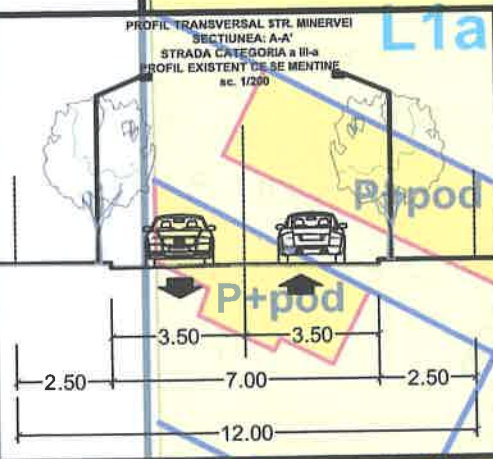 PROFIL TRANSVERSAL STR. MINERVEI
SECTIUNEA: A-A'
STRADA CATEGORIA a III-a
PROFIL EXISTENT CE SE MENTINE
sc. 1/200
L1a
P+pod
P+pod
3.50 3.50
2.50 7.00 2.50
12.00